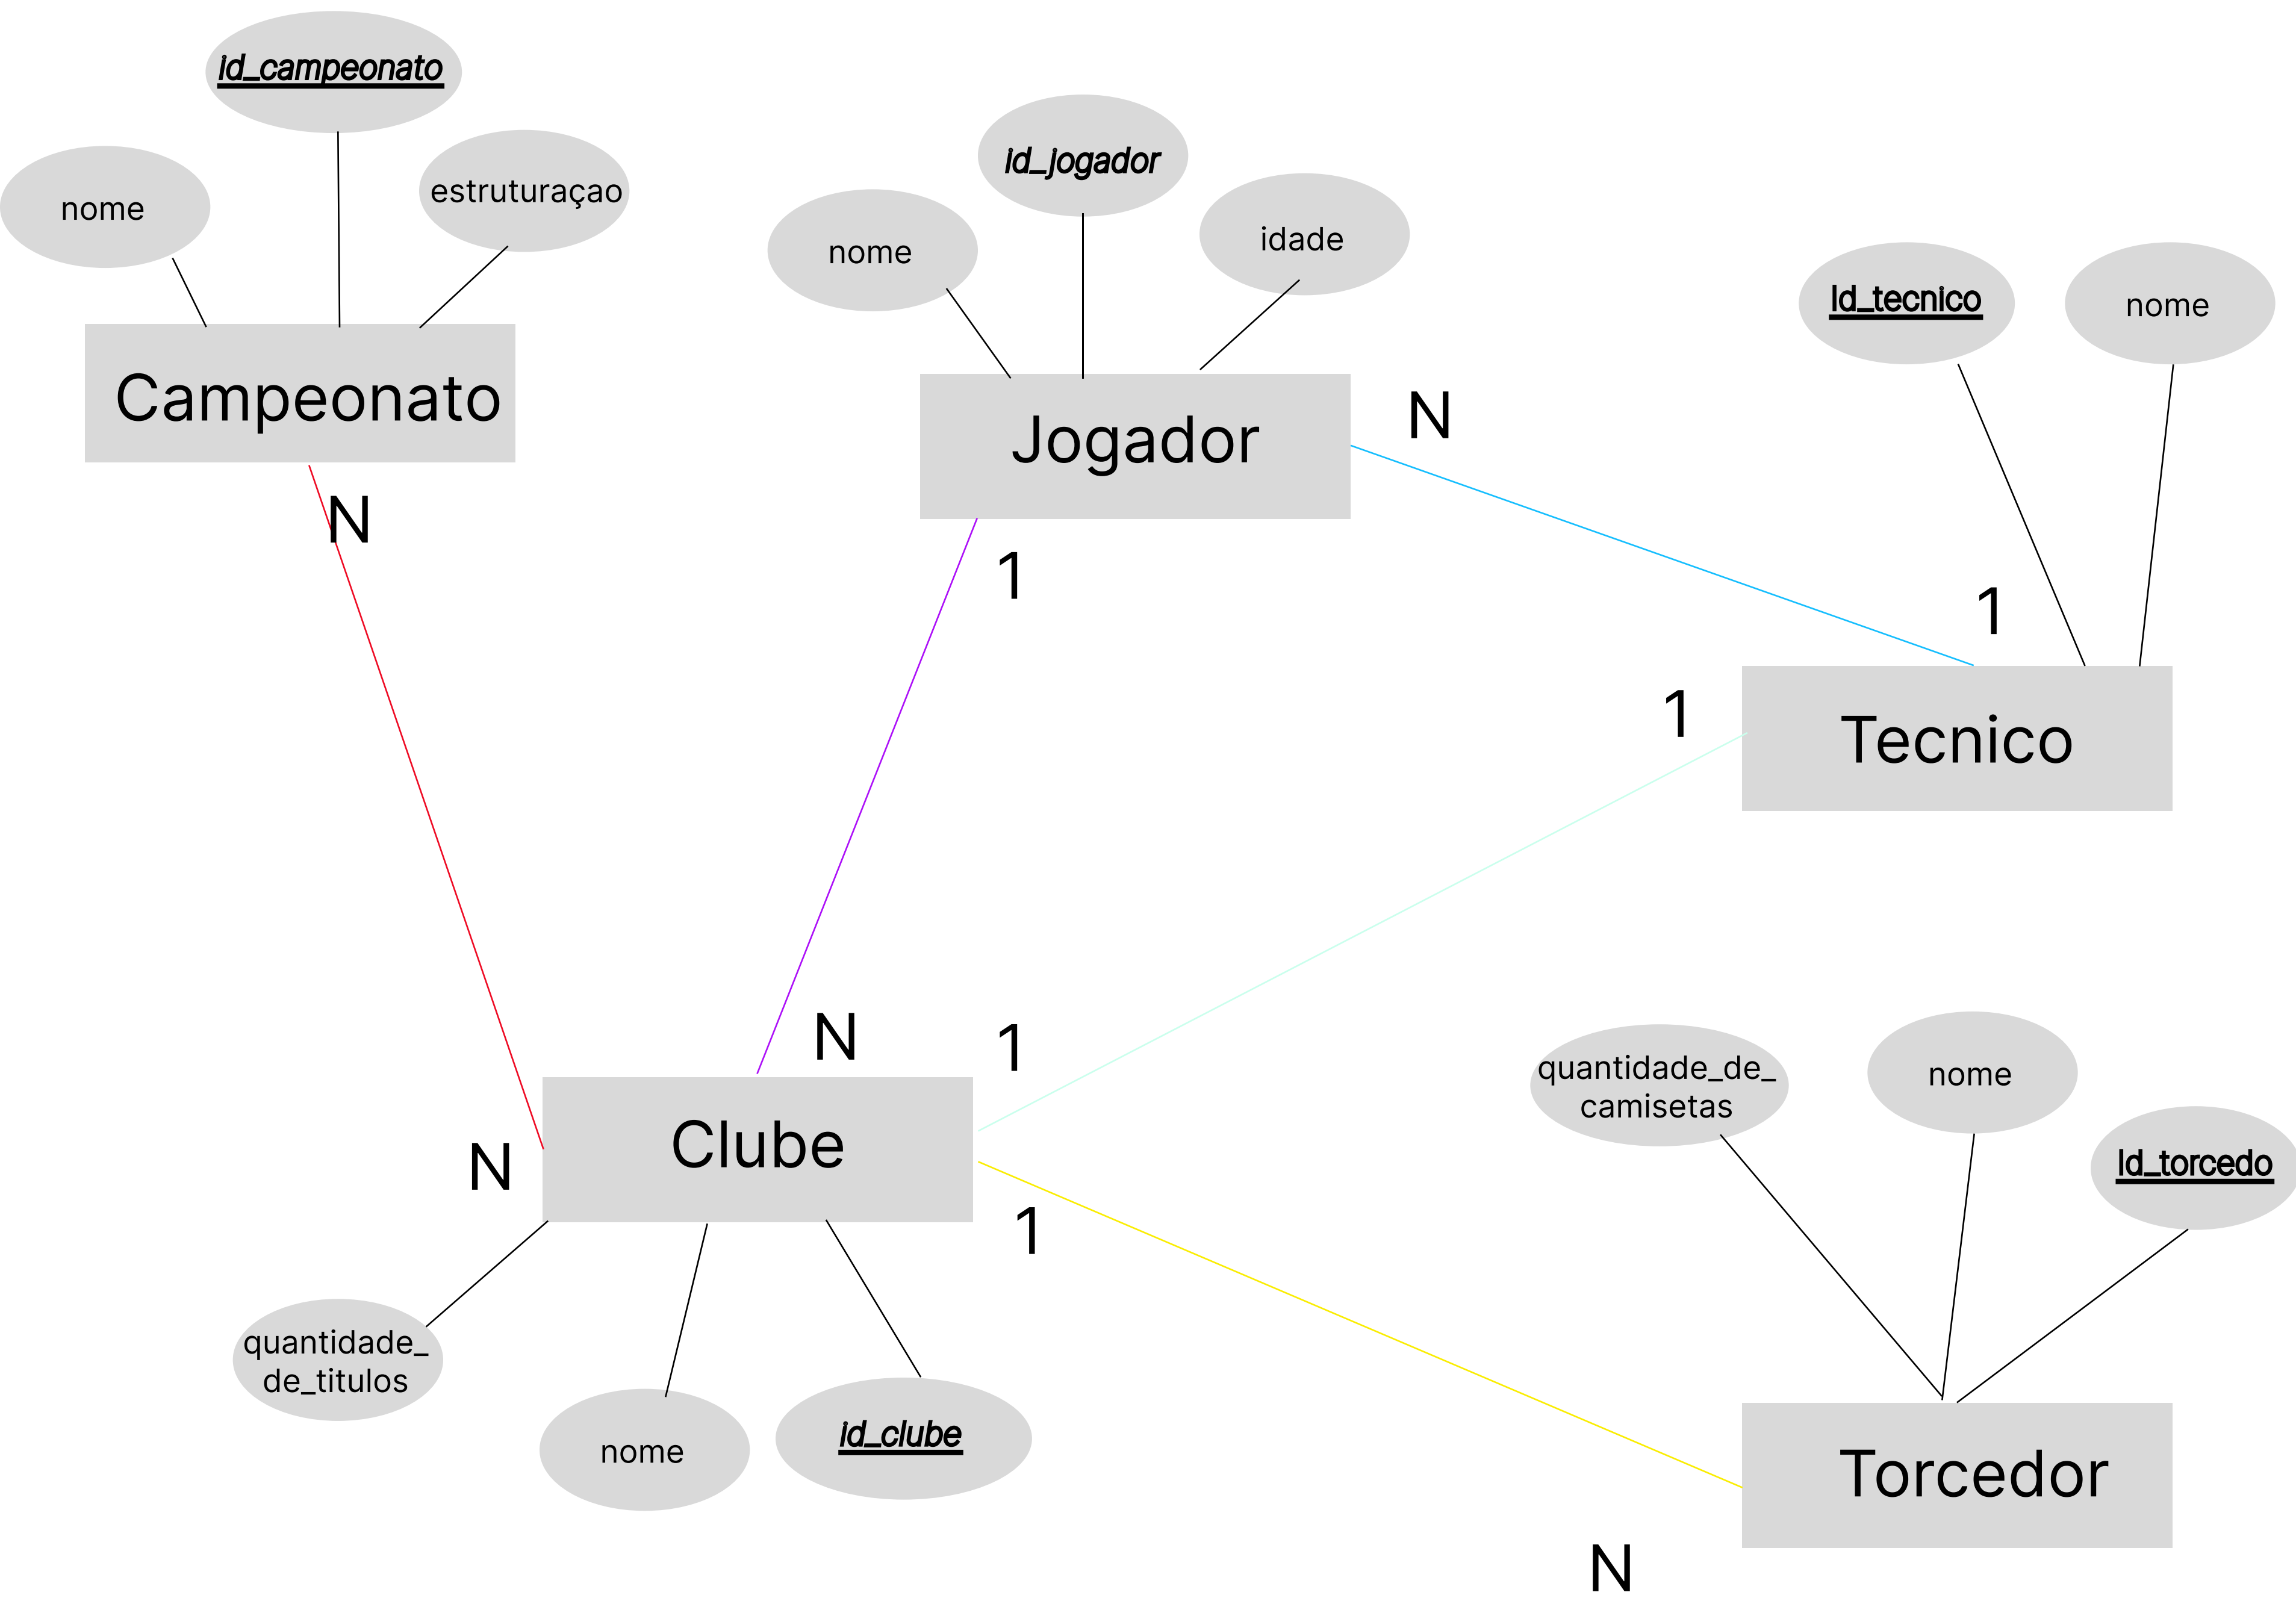 id_campeonato
nome
estruturaçao
Campeonato
N
id_jogador
nome
idade
Jogador
N
1
Id_tecnico
nome
1
1
Tecnico
N
1
Clube
N
1
quantidade_
de_titulos
nome
id_clube
quantidade_de_
camisetas
nome
Id_torcedo
Torcedor
N